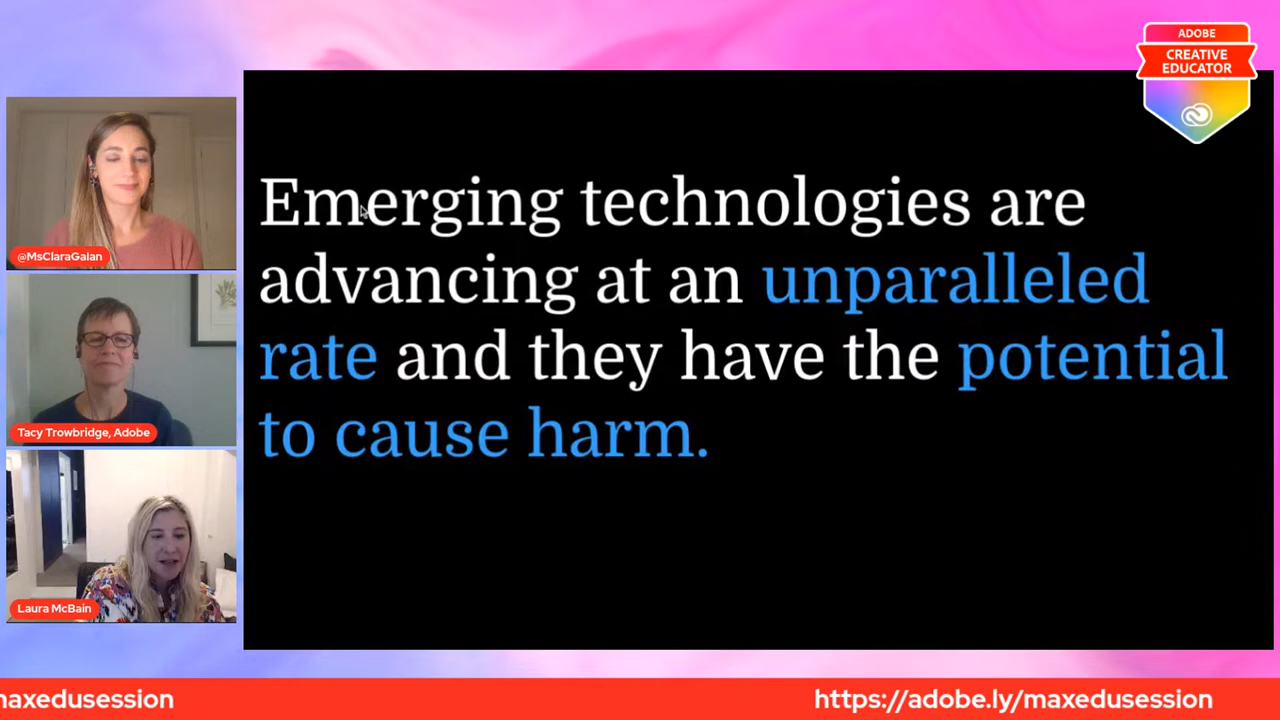 ADOBE
CREATIVE
EDUCATOR
Emerging technologies are
advancing at an unparalleled
rate and they have the potential
to cause harm.
@MsClaraGalan
Tacy Trowbridge, Adobe
Laura McBain
maxedusession
https://adobe.ly/maxedusession